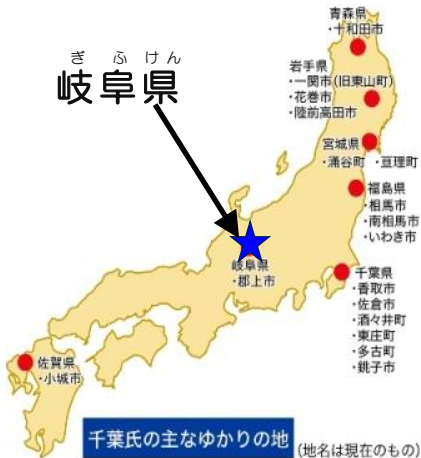 青森県
・十和田市
ぎ ふ けん
岐阜県
岩手県
・一関市(旧東山町)
・花巻市
・陸前高田市
宮城県
・涌谷町 ・亘理町
福島県
・相馬市
・南相馬市
・いわき市
岐阜県
・郡上市
千葉県
・香取市
・佐倉市
・酒々井町
・東庄町
・多古町
・銚子市
佐賀県
・小城市
千葉氏の主なゆかりの地 (地名は現在のもの)